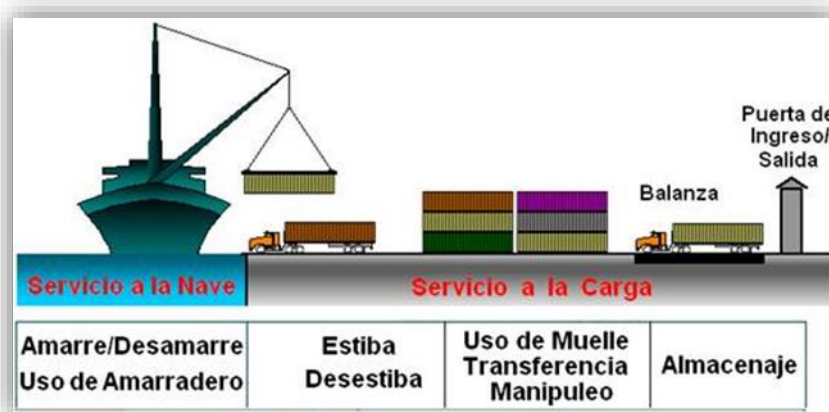 Puerta de
Ingreso/
Salida
Balanza
Servicio a la Nave
Servicio a la Carga
Amarre/Desamarre
Uso de Amarradero
Estiba
Desestiba
Uso de Muelle
Transferencia
Manipuleo
Almacenaje